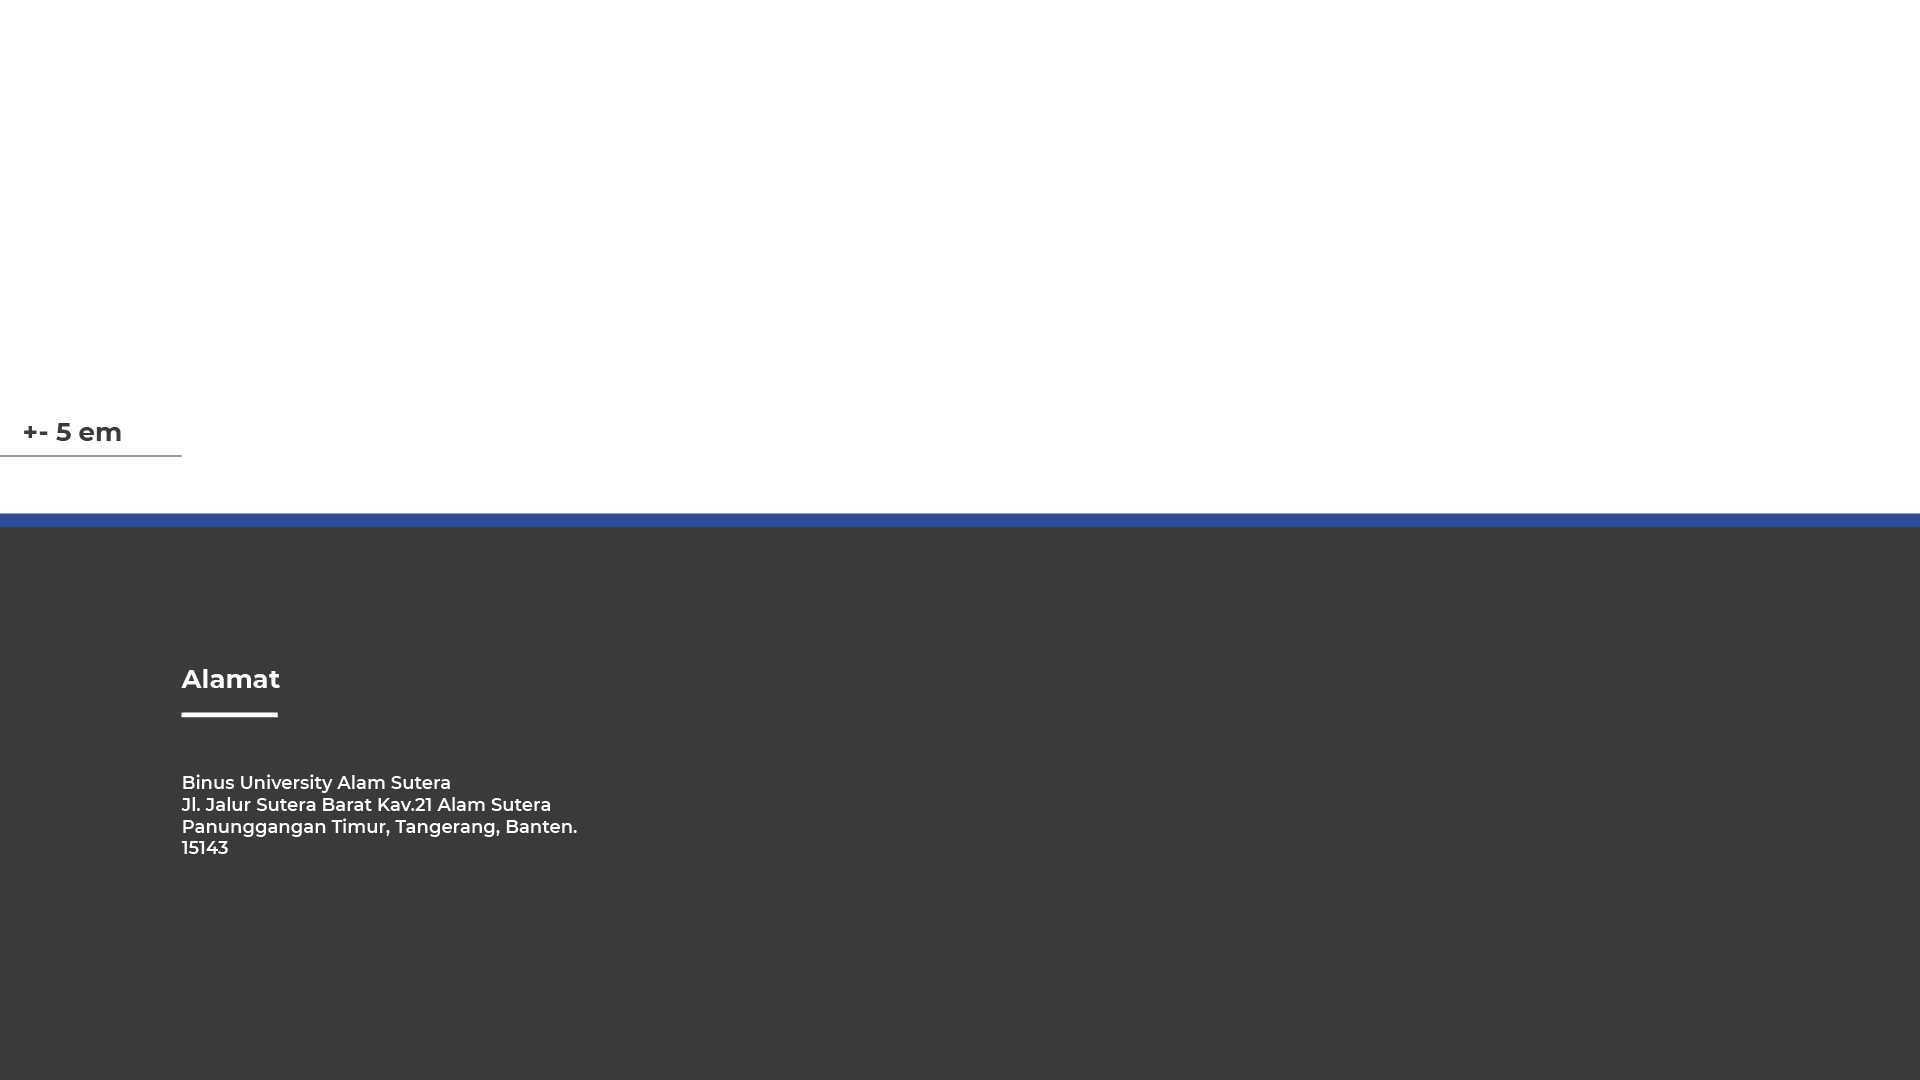 +- 5 em
Alamat
Binus University Alam Sutera
Jl. Jalur Sutera Barat Kav.21 Alam Sutera
Panunggangan Timur, Tangerang, Banten.
15143